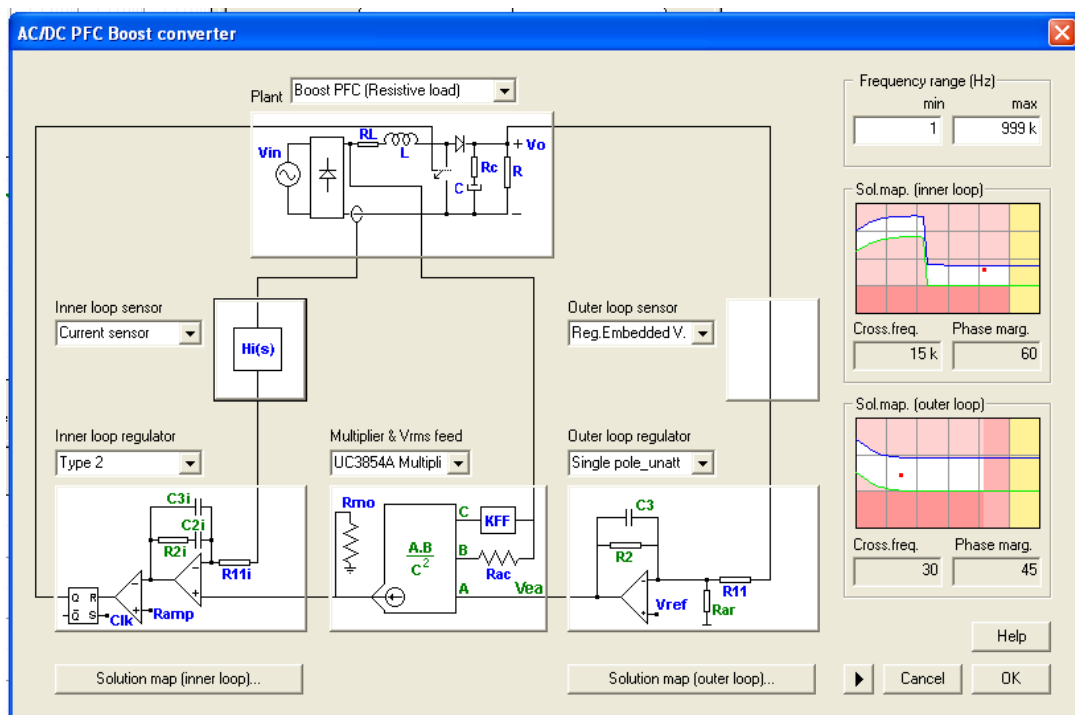 AC/DC PFC Boost converter
Plant Boost PFC (Resistive load)
Frequency range (Hz)
min max
1 999 k
Vin
RL
L
Rc
C
R
+ Vo
−
Sol.map. (inner loop)
Cross.freq. Phase marg.
15 k 60
Inner loop sensor
Current sensor
Hi(s)
Outer loop sensor
Reg.Embedded V.
Sol.map. (outer loop)
Cross.freq. Phase marg.
30 45
Inner loop regulator
Type 2
Multiplier & Vrms feed
UC3854A Multipli
Outer loop regulator
Single pole_unatt
C3i
C2i
R2i
R11i
Q R
Q S
Clk
Ramp
Rmo
A.B
C²
C
B
A
KFF
Rac
Vea
C3
R2
R11
Vref
Rar
Help
Solution map (inner loop)...
Solution map (outer loop)...
Cancel
OK